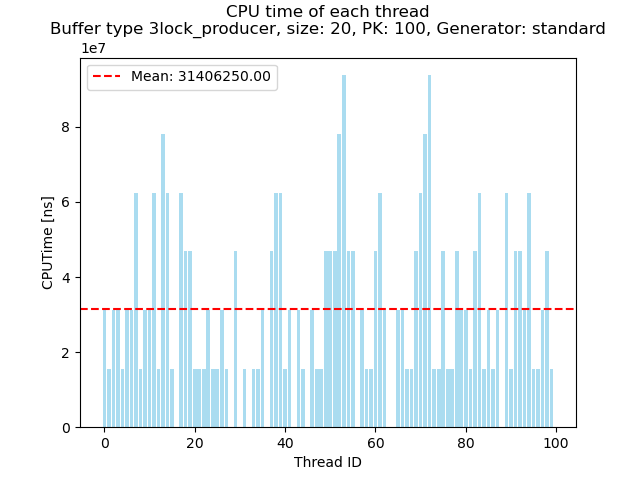 CPU time of each thread
Buffer type 3lock_producer, size: 20, PK: 100, Generator: standard
1e7
Mean: 31406250.00
8
6
4
2
0
CPUTime [ns]
0 20 40 60 80 100
Thread ID